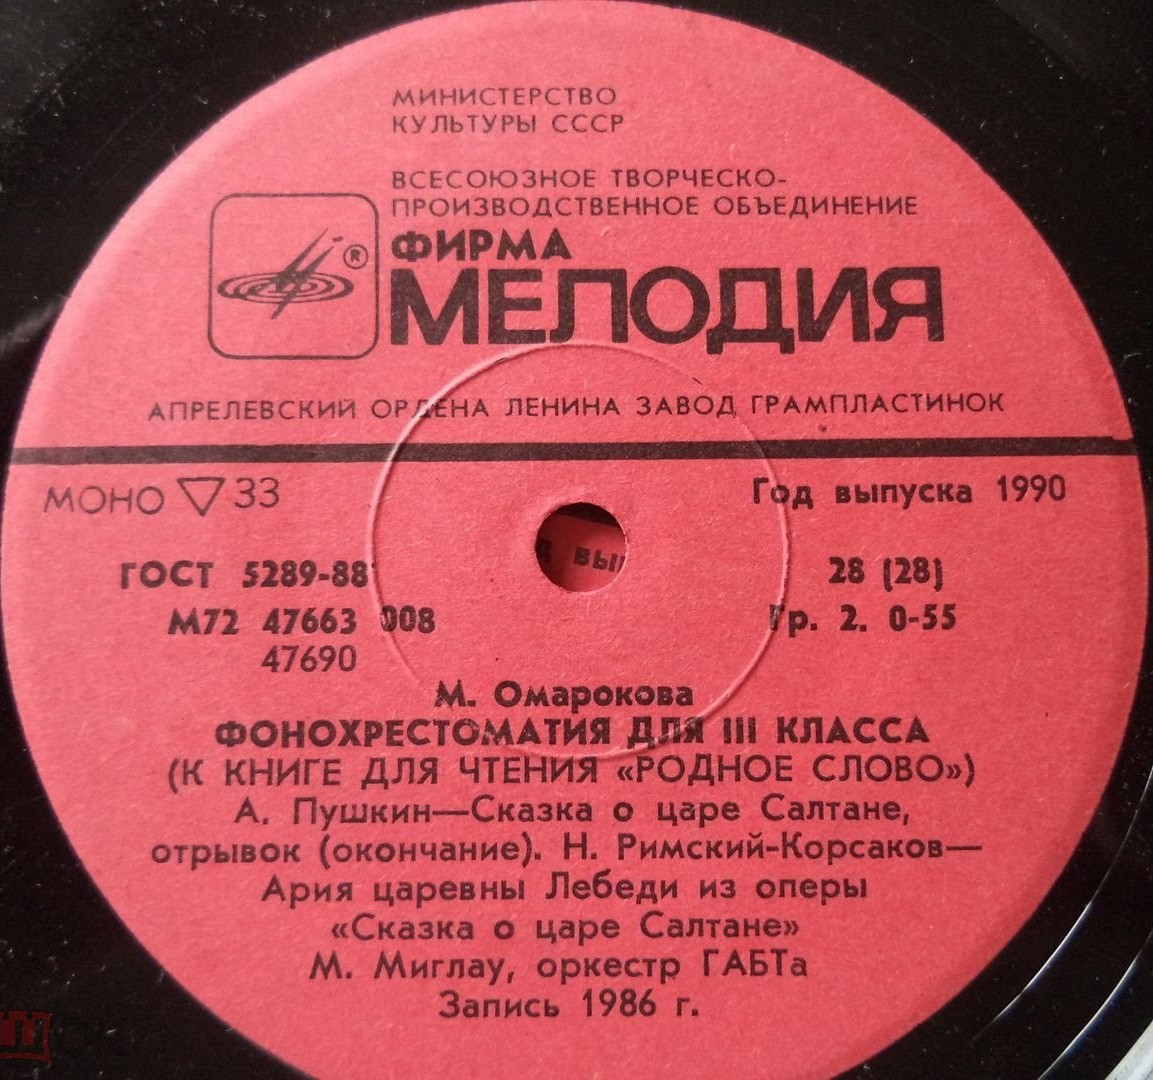 МИНИСТЕРСТВО
КУЛЬТУРЫ СССР
ВСЕСОЮЗНОЕ ТВОРЧЕСКО-
ПРОИЗВОДСТВЕННОЕ ОБЪЕДИНЕНИЕ
®
ФИРМА
МЕЛОДИЯ
АПРЕЛЕВСКИЙ ОРДЕНА ЛЕНИНА ЗАВОД ГРАМПЛАСТИНОК
МОНО ▽ 33
Год выпуска 1990
ГОСТ 5289-88
28 (28)
М72 47663 008
Гр. 2. 0-55
47690
М. Омарокова
ФОНОХРЕСТОМАТИЯ ДЛЯ III КЛАССА
(К КНИГЕ ДЛЯ ЧТЕНИЯ «РОДНОЕ СЛОВО»)
А. Пушкин—Сказка о царе Салтане,
отрывок (окончание). Н. Римский-Корсаков—
Ария царевны Лебеди из оперы
«Сказка о царе Салтане»
М. Миглау, оркестр ГАБТа
Запись 1986 г.